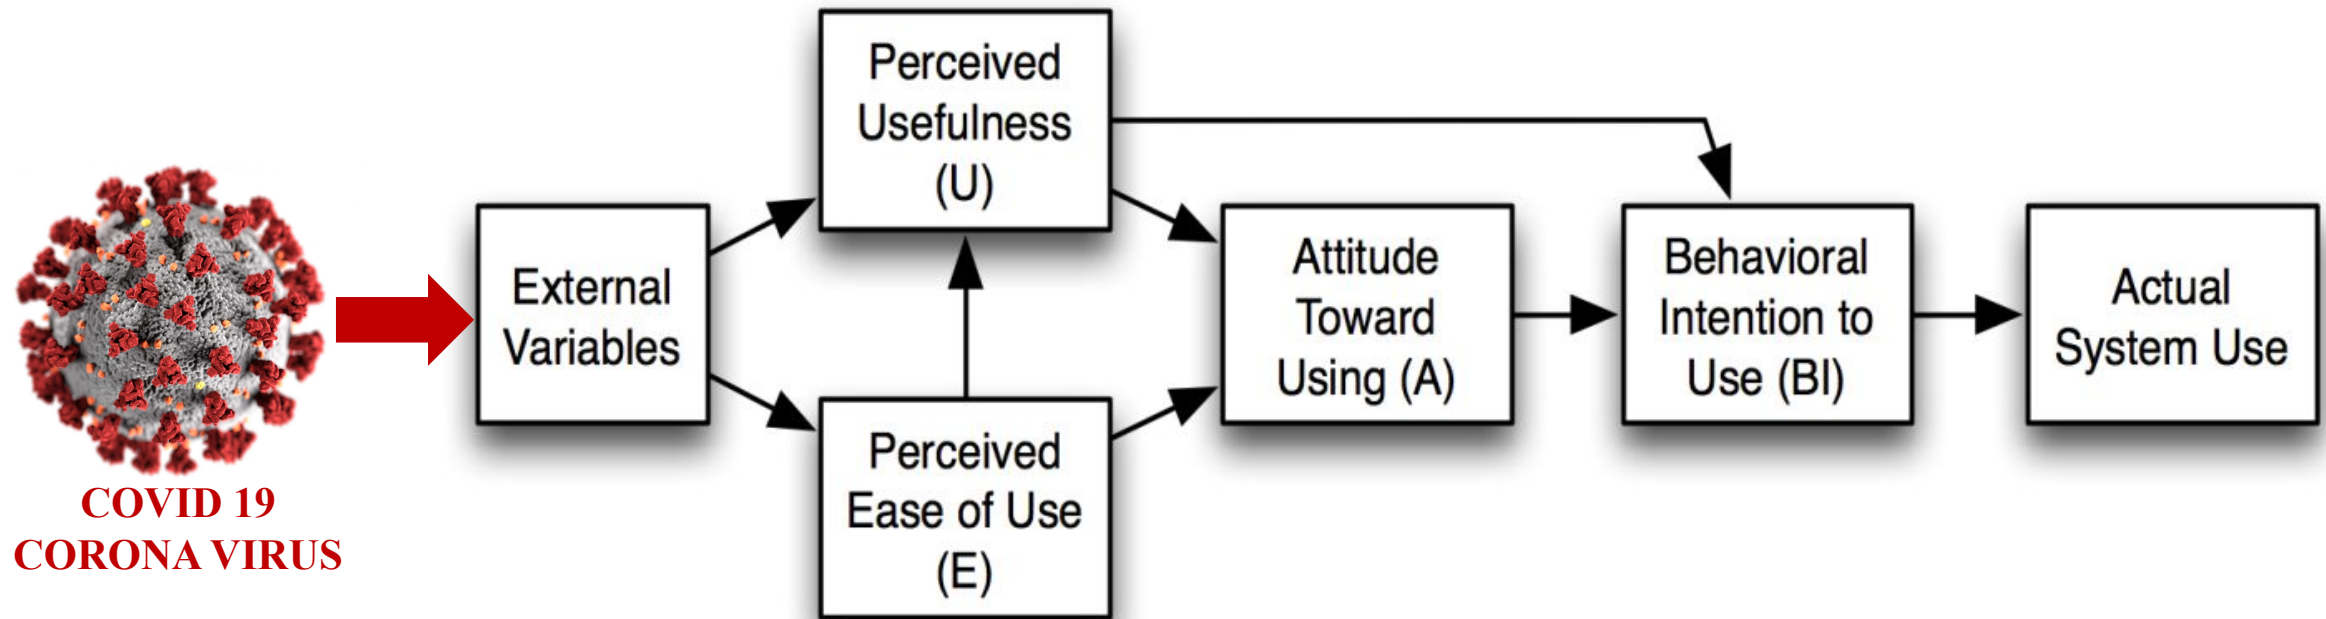 COVID 19
CORONA VIRUS
External
Variables
Perceived
Usefulness
(U)
Perceived
Ease of Use
(E)
Attitude
Toward
Using (A)
Behavioral
Intention to
Use (BI)
Actual
System Use